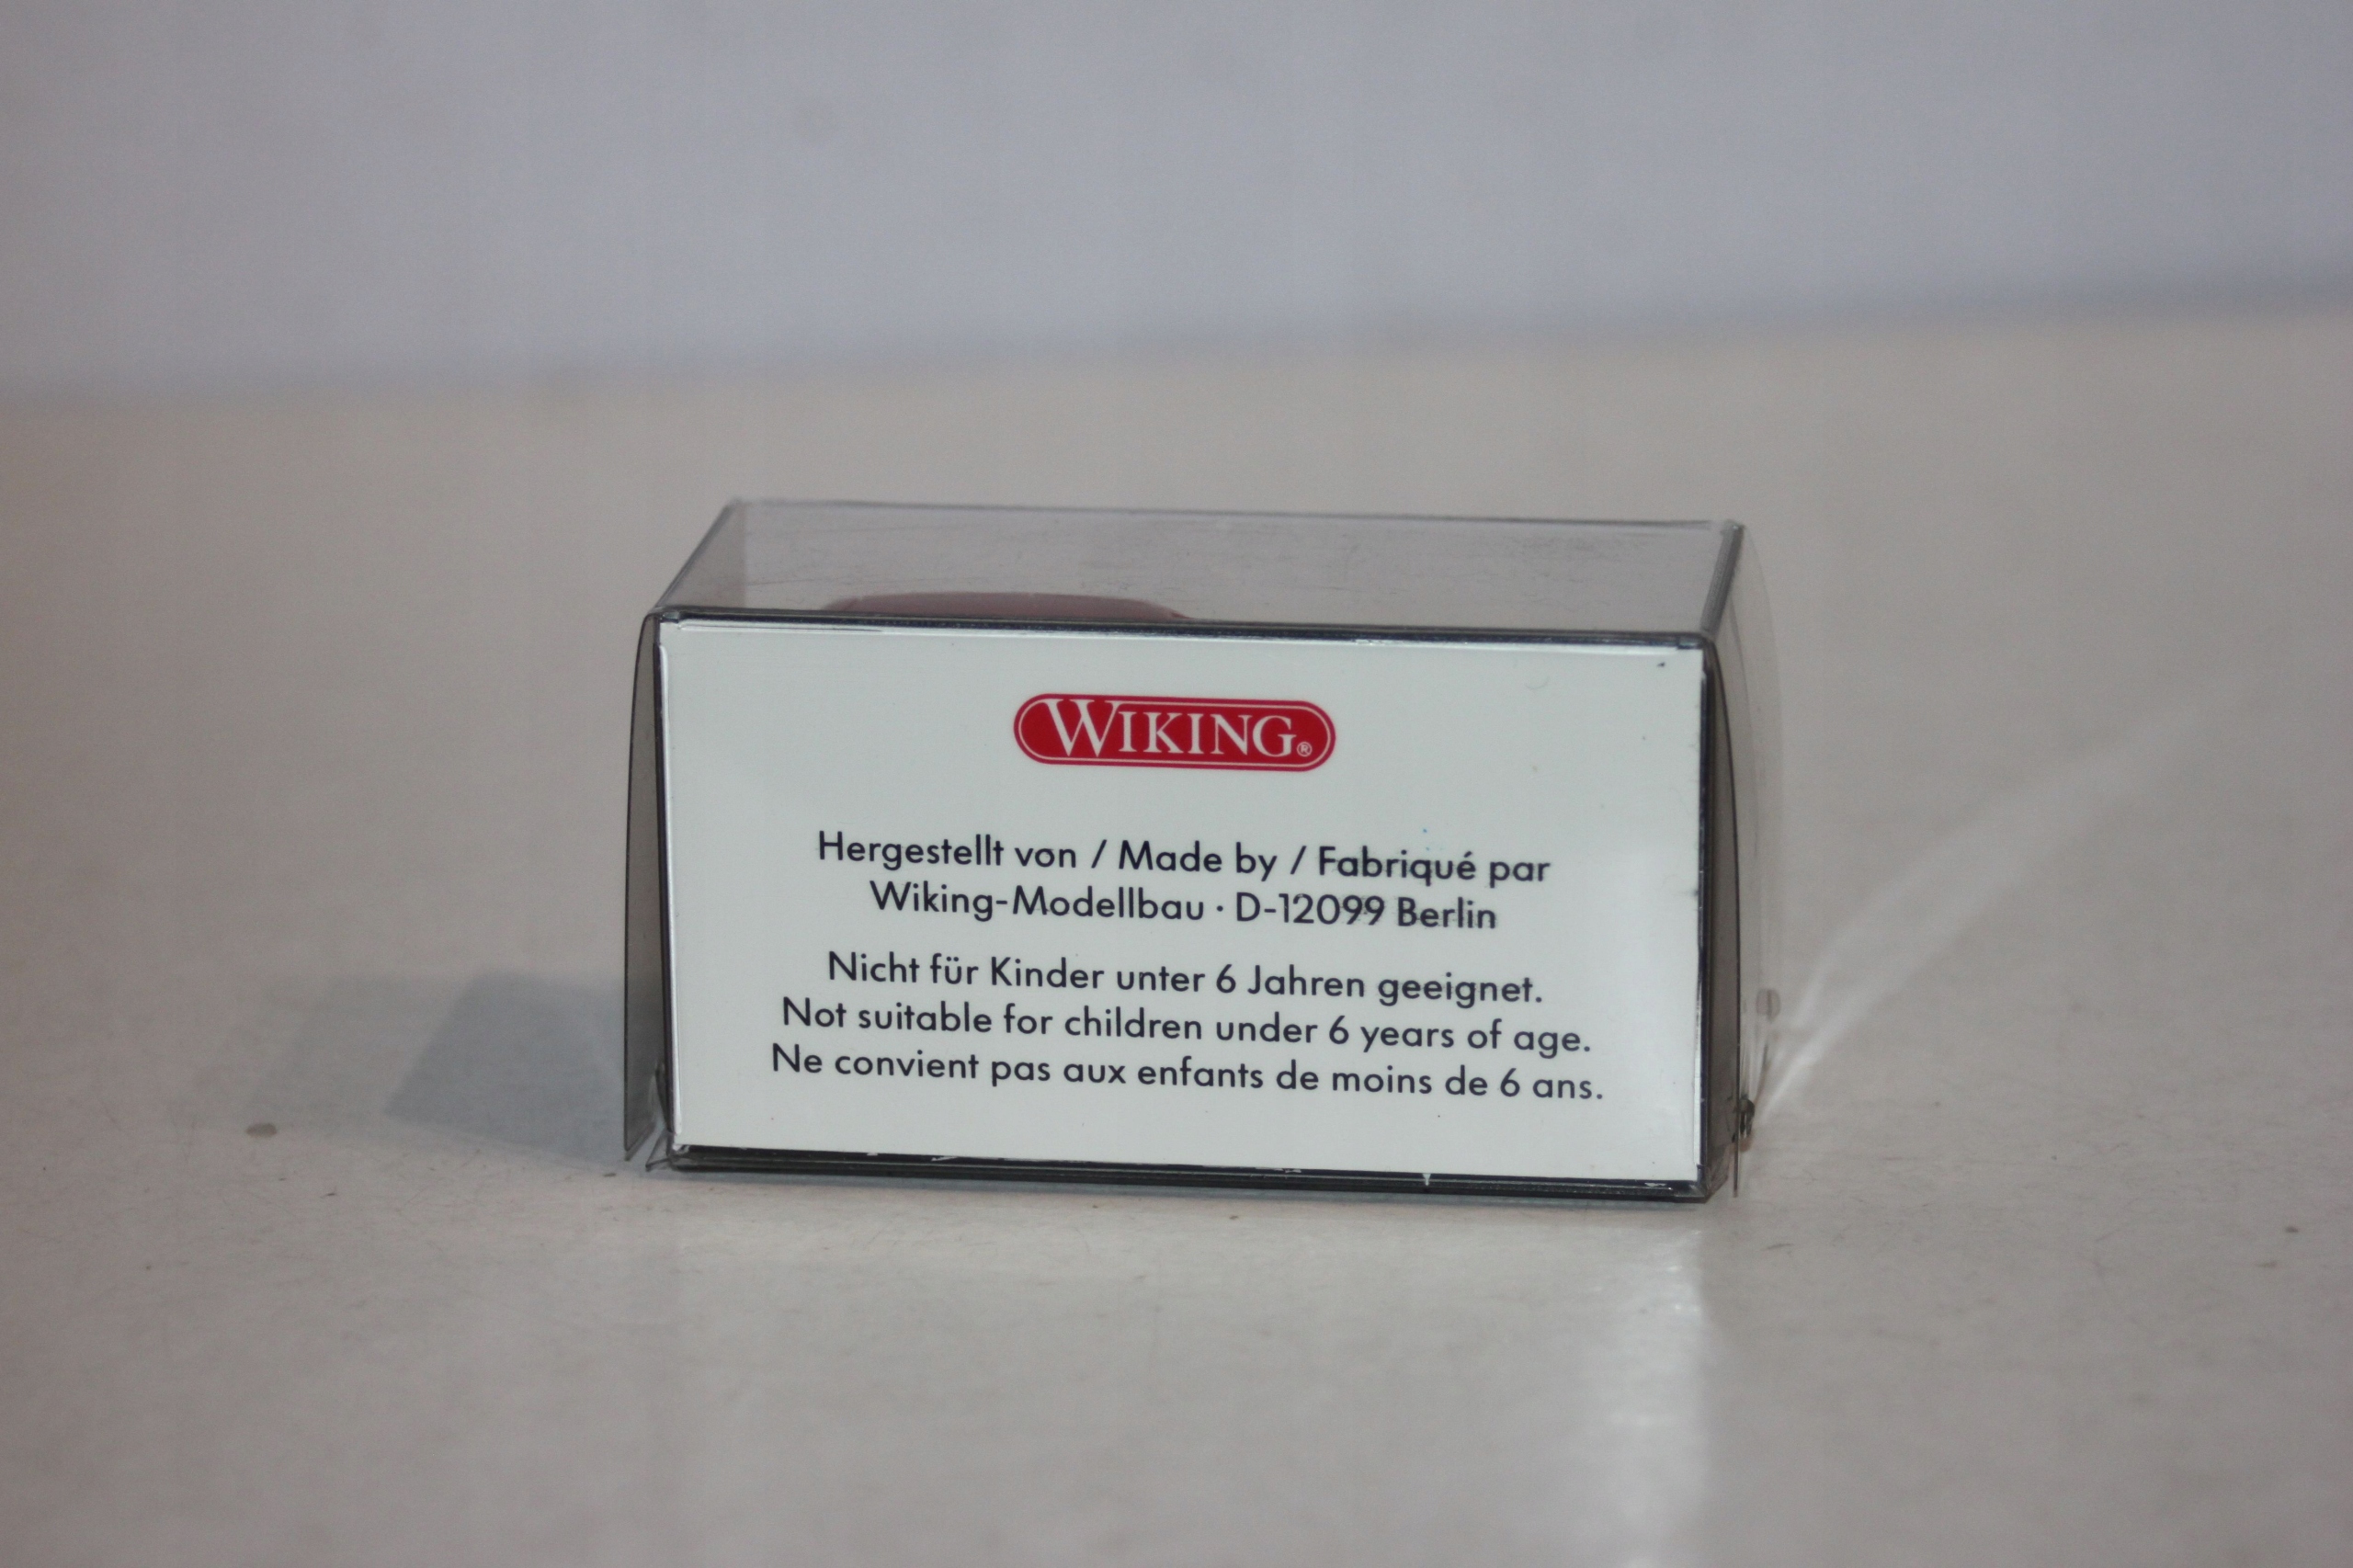 WIKING®
Hergestellt von / Made by / Fabriqué par
Wiking-Modellbau · D-12099 Berlin
Nicht für Kinder unter 6 Jahren geeignet.
Not suitable for children under 6 years of age.
Ne convient pas aux enfants de moins de 6 ans.